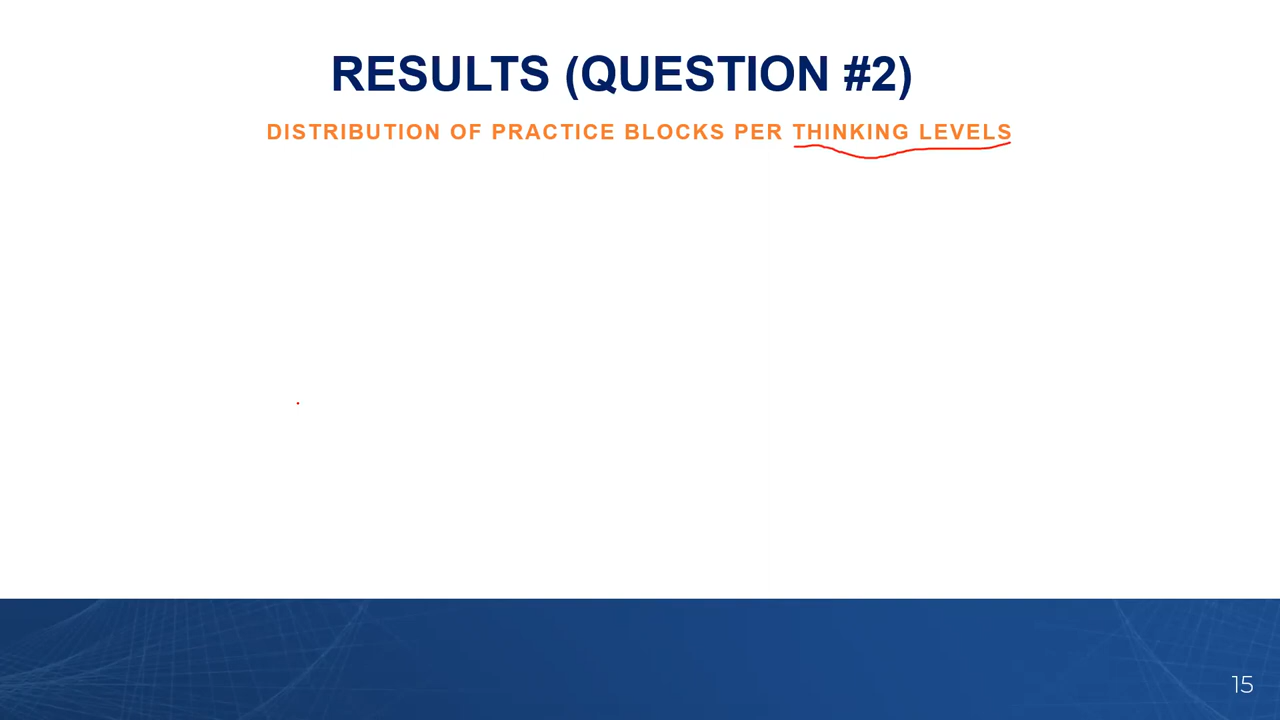 RESULTS (QUESTION #2)
DISTRIBUTION OF PRACTICE BLOCKS PER THINKING LEVELS
15